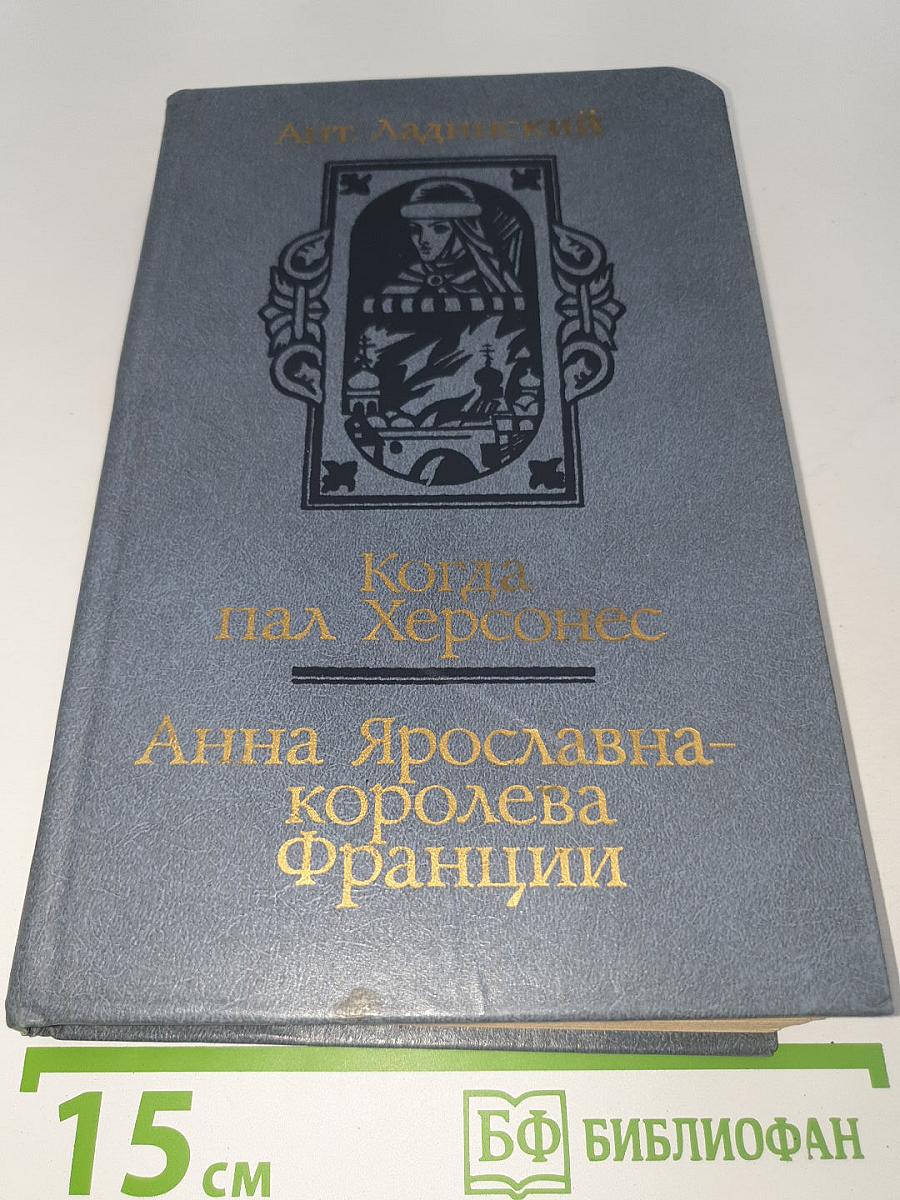 Ант. Ладинский
Когда
пал Херсонес
Анна Ярославна-
королева
Франции
15 см
БФ БИБЛИОФАН